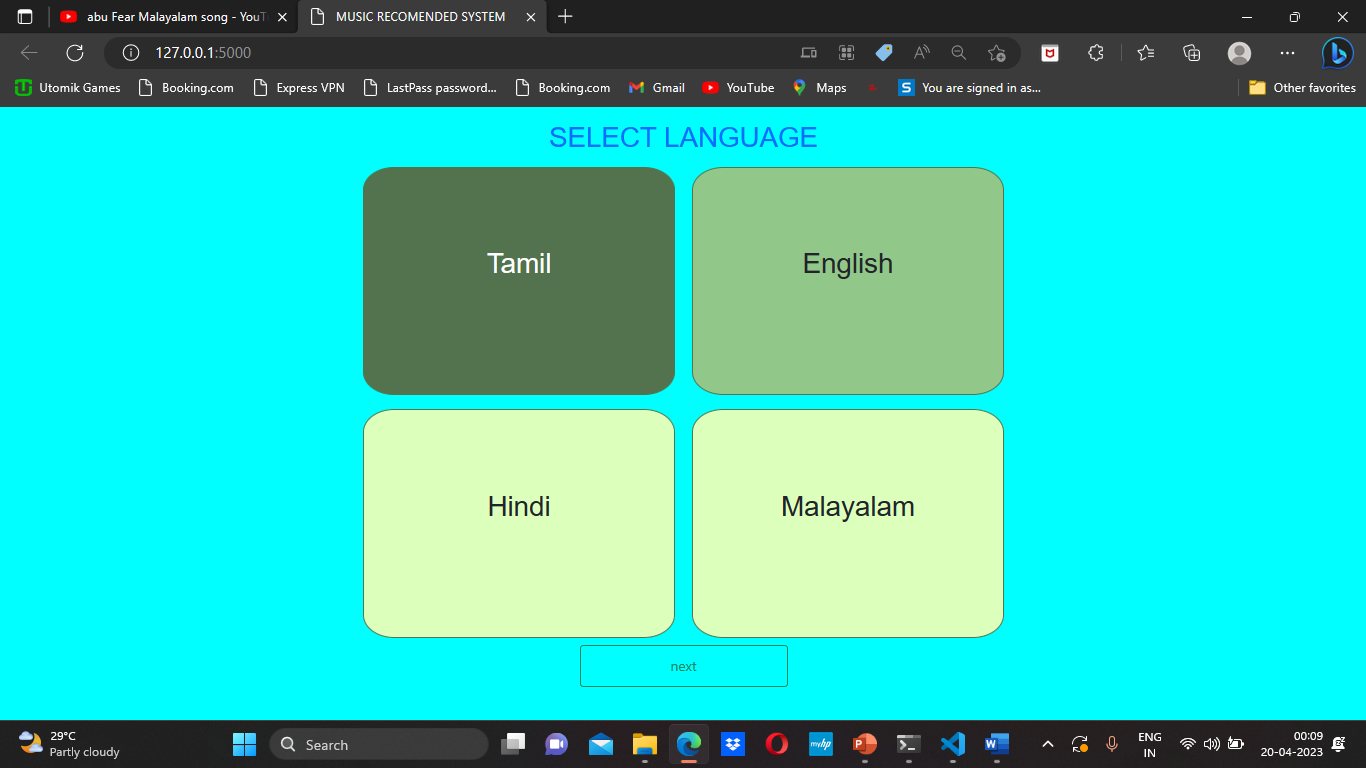 abu Fear Malayalam song - YouT
MUSIC RECOMENDED SYSTEM
127.0.0.1:5000
Utomik Games
Booking.com
Express VPN
LastPass password...
Booking.com
Gmail
YouTube
Maps
S
You are signed in as...
Other favorites
SELECT LANGUAGE
Tamil
English
Hindi
Malayalam
next
29°C
Partly cloudy
Search
myhp
ENG
IN
00:09
20-04-2023